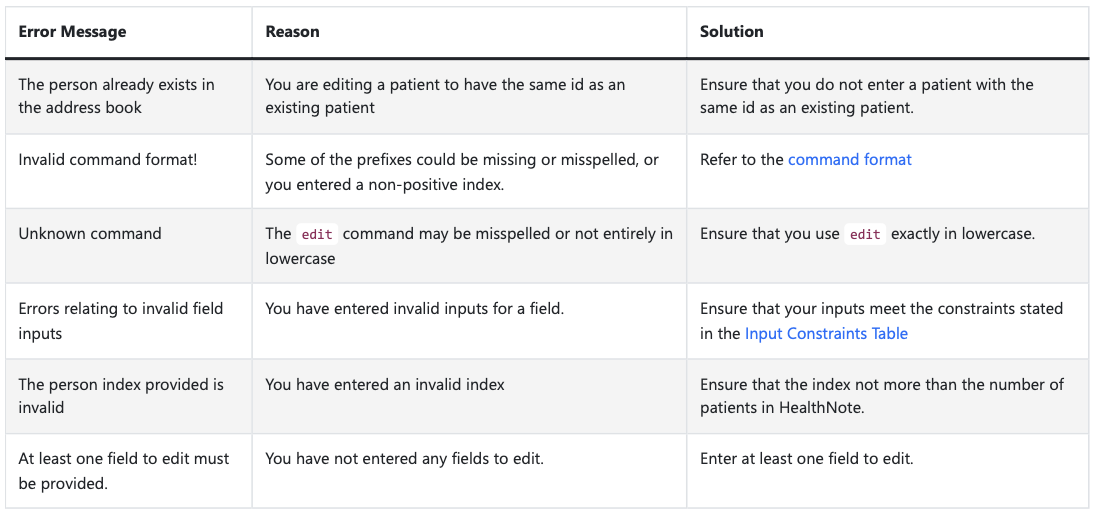 Error Message
Reason
Solution
The person already exists in
the address book
You are editing a patient to have the same id as an
existing patient
Ensure that you do not enter a patient with the
same id as an existing patient.
Invalid command format!
Some of the prefixes could be missing or misspelled, or
you entered a non-positive index.
Refer to the command format
Unknown command
The edit command may be misspelled or not entirely in
lowercase
Ensure that you use edit exactly in lowercase.
Errors relating to invalid field
inputs
You have entered invalid inputs for a field.
Ensure that your inputs meet the constraints stated
in the Input Constraints Table
The person index provided is
invalid
You have entered an invalid index
Ensure that the index not more than the number of
patients in HealthNote.
At least one field to edit must
be provided.
You have not entered any fields to edit.
Enter at least one field to edit.